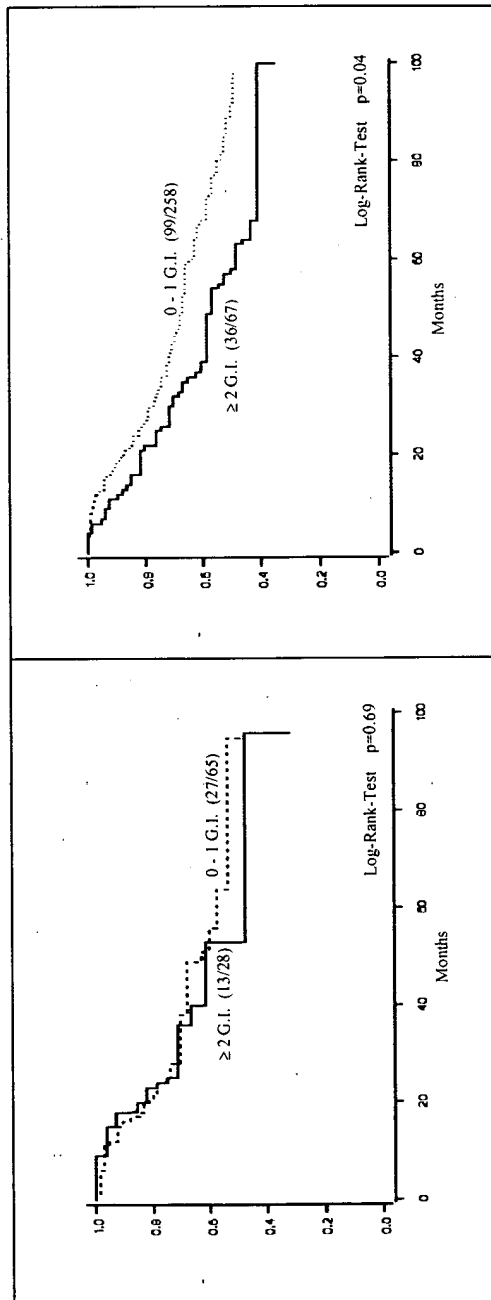 1.0
0.8
0.6
0.4
0.2
0.0
0 - 1 G.I. (27/65)
≥ 2 G.I. (13/28)
Log-Rank-Test p=0.69
0 20 40 60 80 100
Months
1.0
0.8
0.6
0.4
0.2
0.0
0 - 1 G.I. (99/258)
≥ 2 G.I. (36/67)
Log-Rank-Test p=0.04
0 20 40 60 80 100
Months